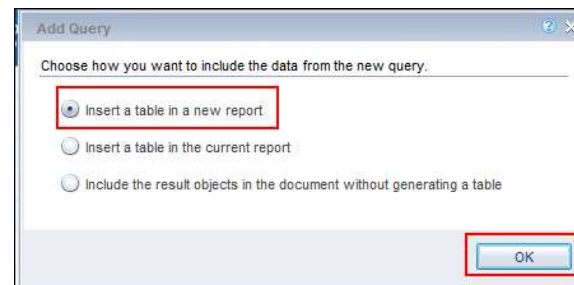 Add Query
Choose how you want to include the data from the new query.
Insert a table in a new report
Insert a table in the current report
Include the result objects in the document without generating a table
OK